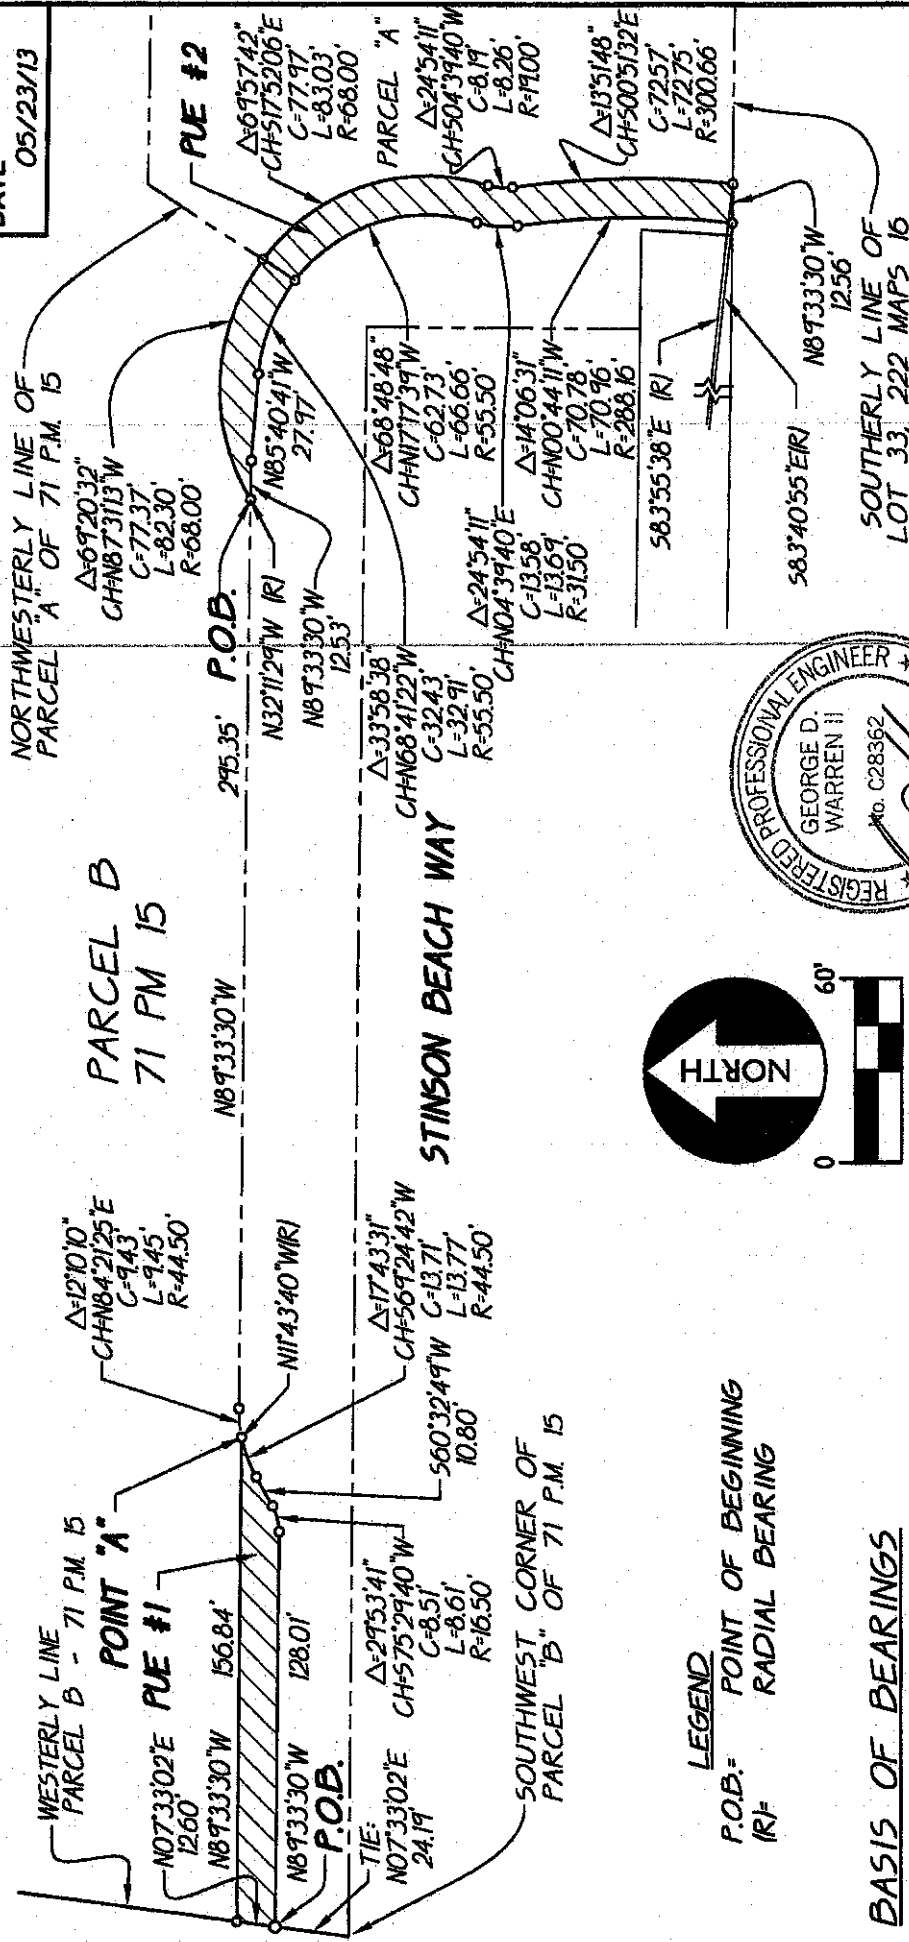 05/23/13
NORTHWESTERLY LINE OF
PARCEL "A" OF 71 P.M. 15
Δ=69°20'32"
CH=N87°31'13"W
C=77.37'
L=82.30'
R=68.00'
PUE #2
Δ=69°57'42"
CH=S17°52'06"E
C=77.97'
L=83.03'
R=68.00'
PARCEL "A"
Δ=24°54'11"
CH=S04°39'40"W
C=8.19'
L=8.26'
R=19.00'
Δ=13°51'48"
CH=S00°51'32"E
C=72.57'
L=72.75'
R=300.66'
WESTERLY LINE
PARCEL B - 71 P.M. 15
POINT "A"
PUE #1
N07°33'02"E
12.60'
N89°33'30"W
156.84'
N89°33'30"W
128.01'
P.O.B.
TIE:
N07°33'02"E
24.19'
Δ=29°53'41"
CH=S75°29'40"W
C=8.51'
L=8.61'
R=16.50'
S60°32'49"W
10.80'
SOUTHWEST CORNER OF
PARCEL "B" OF 71 P.M. 15
Δ=12°10'10"
CH=N84°21'25"E
C=9.43'
L=9.45'
R=44.50'
N11°43'40"W(R)
Δ=17°43'31"
CH=S69°24'42"W
C=13.71'
L=13.77'
R=44.50'
PARCEL B
71 PM 15
N89°33'30"W
295.35'
P.O.B.
STINSON BEACH WAY
N32°11'29"W (R)
N89°33'30"W
12.53'
N85°40'41"W
27.97'
Δ=33°58'38"
CH=N68°41'22"W
C=32.43'
L=32.91'
R=55.50'
Δ=68°48'48"
CH=N17°17'39"W
C=62.73'
L=66.66'
R=55.50'
Δ=24°54'11"
CH=N04°39'40"E
C=13.58'
L=13.69'
R=31.50'
Δ=14°06'31"
CH=N00°44'11"W
C=70.78'
L=70.96'
R=288.16'
S83°55'38"E (R)
S83°40'55"E(R)
N89°33'30"W
12.56'
SOUTHERLY LINE OF
LOT 33, 222 MAPS 16
LEGEND
P.O.B.= POINT OF BEGINNING
(R)= RADIAL BEARING
BASIS OF BEARINGS
NORTH
0 60'
REGISTERED PROFESSIONAL ENGINEER
GEORGE D.
WARREN II
No. C28362